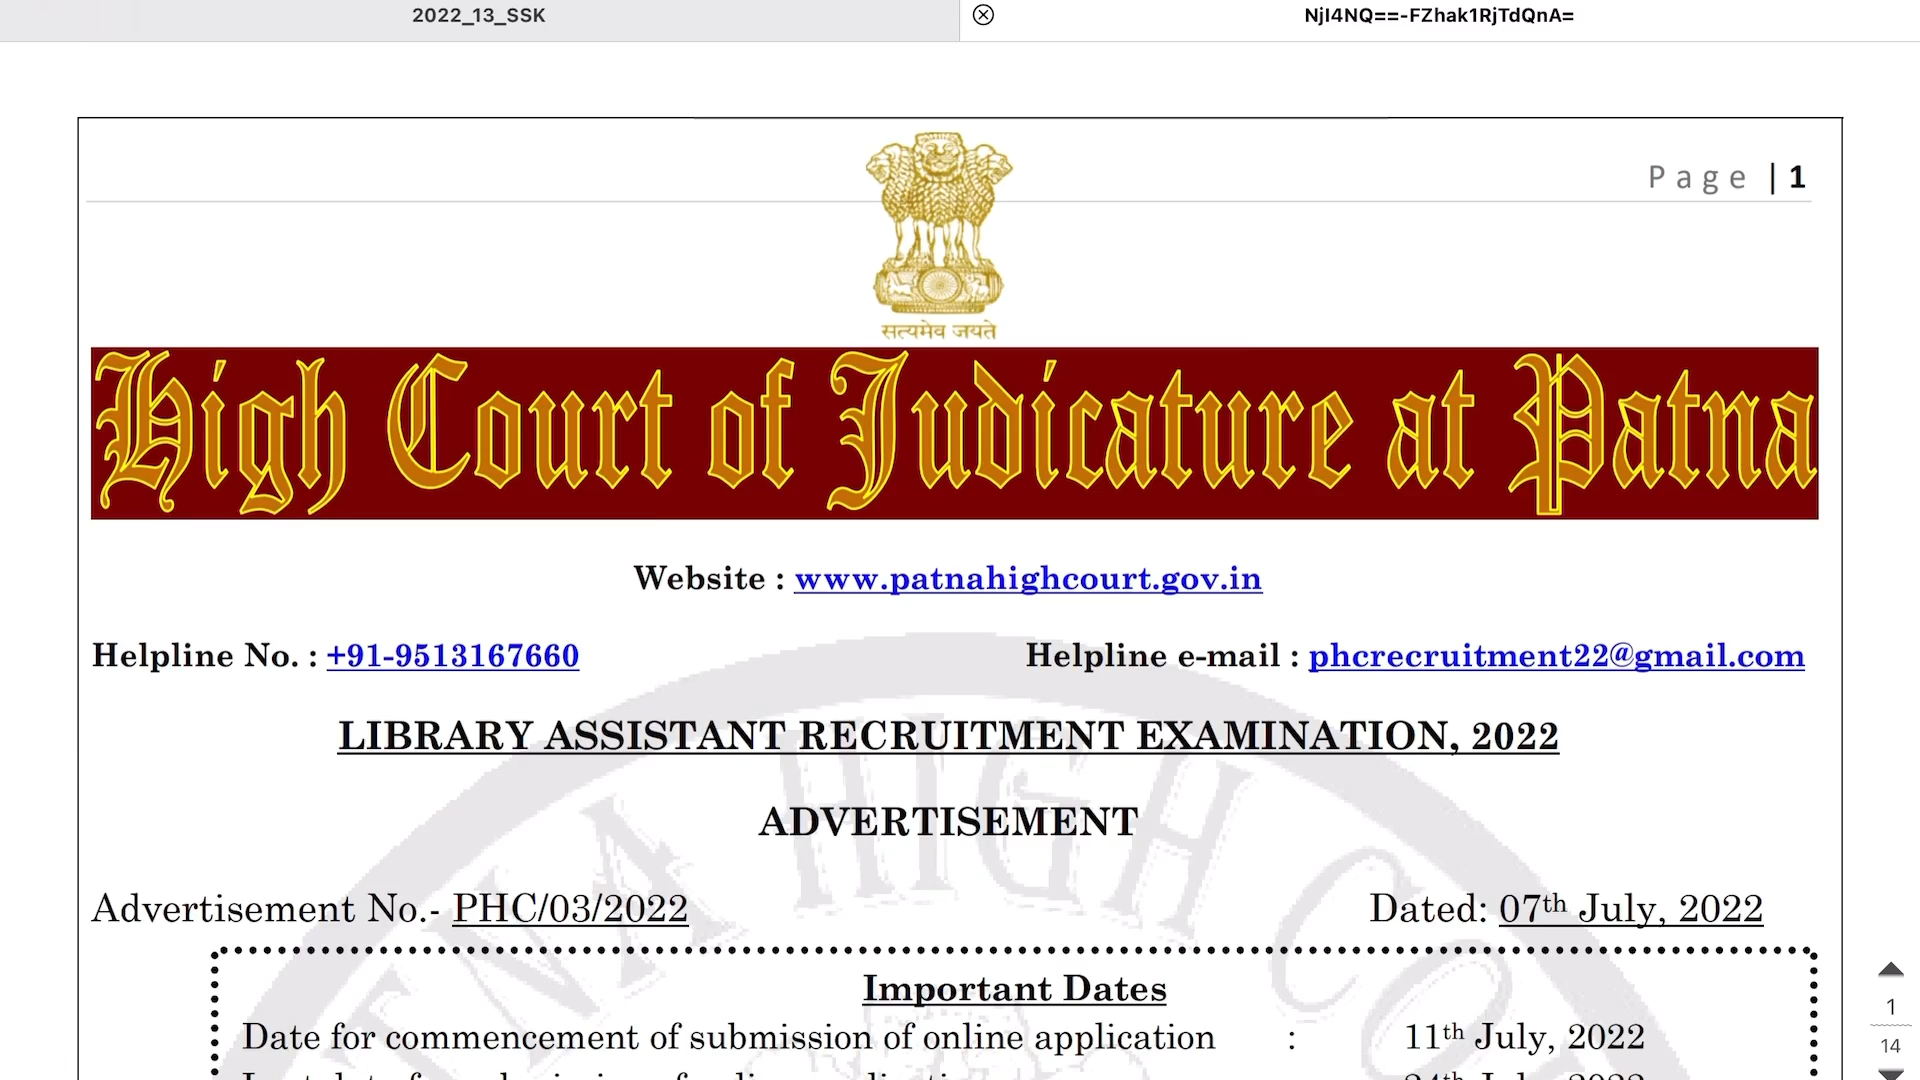 2022_13_SSK
NjI4NQ==-FZhak1RjTdQnA=
Page | 1
सत्यमेव जयते
High Court of Judicature at Patna
Website : www.patnahighcourt.gov.in
Helpline No. : +91-9513167660 Helpline e-mail : phcrecruitment22@gmail.com
LIBRARY ASSISTANT RECRUITMENT EXAMINATION, 2022
ADVERTISEMENT
Advertisement No.- PHC/03/2022 Dated: 07th July, 2022
Important Dates
Date for commencement of submission of online application : 11th July, 2022
1
14